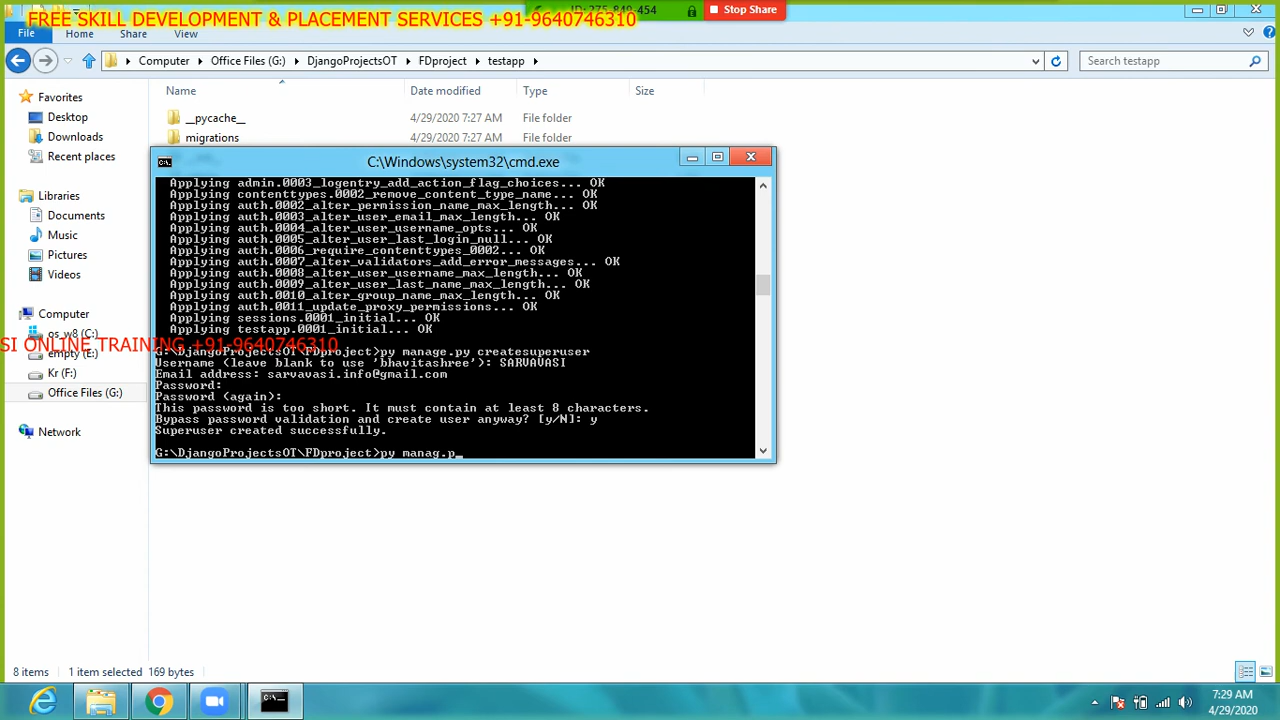 FREE SKILL DEVELOPMENT & PLACEMENT SERVICES +91-9640746310
Stop Share
File Home Share View
Computer Office Files (G:) DjangoProjectsOT FDproject testapp
Search testapp
Name Date modified Type Size
Favorites
Desktop
Downloads
Recent places
Libraries
Documents
Music
Pictures
Videos
Computer
os_w8 (C:)
empty (E:)
Kr (F:)
Office Files (G:)
Network
__pycache__ 4/29/2020 7:27 AM File folder
migrations 4/29/2020 7:27 AM File folder
C:\Windows\system32\cmd.exe
Applying admin.0003_logentry_add_action_flag_choices... OK
Applying contenttypes.0002_remove_content_type_name... OK
Applying auth.0002_alter_permission_name_max_length... OK
Applying auth.0003_alter_user_email_max_length... OK
Applying auth.0004_alter_user_username_opts... OK
Applying auth.0005_alter_user_last_login_null... OK
Applying auth.0006_require_contenttypes_0002... OK
Applying auth.0007_alter_validators_add_error_messages... OK
Applying auth.0008_alter_user_username_max_length... OK
Applying auth.0009_alter_user_last_name_max_length... OK
Applying auth.0010_alter_group_name_max_length... OK
Applying auth.0011_update_proxy_permissions... OK
Applying sessions.0001_initial... OK
Applying testapp.0001_initial... OK
SI ONLINE TRAINING +91-9640746310
G:\DjangoProjectsOT\FDproject>py manage.py createsuperuser
Username (leave blank to use 'bhavitashree'): SARVAVASI
Email address: sarvavasi.info@gmail.com
Password:
Password (again):
This password is too short. It must contain at least 8 characters.
Bypass password validation and create user anyway? [y/N]: y
Superuser created successfully.
G:\DjangoProjectsOT\FDproject>py manag.p_
8 items 1 item selected 169 bytes
7:29 AM
4/29/2020